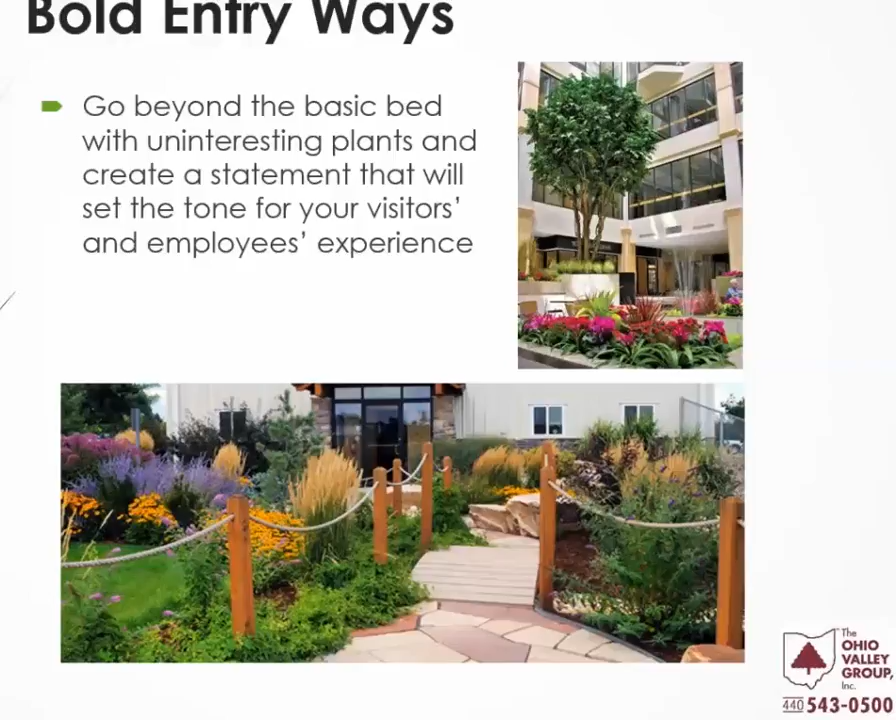 Bold Entry Ways
Go beyond the basic bed
with uninteresting plants and
create a statement that will
set the tone for your visitors’
and employees’ experience
The
OHIO
VALLEY
GROUP,
Inc.
440 543-0500